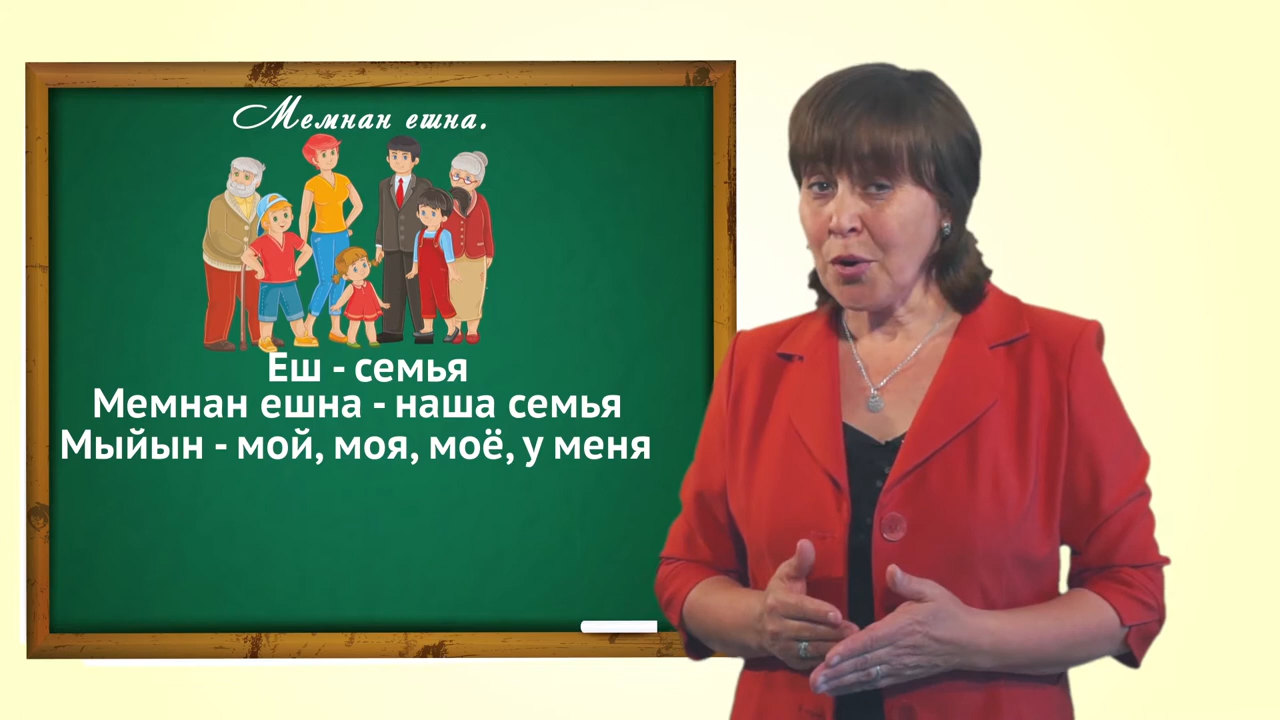 Мемнан ешна.
Еш - семья
Мемнан ешна - наша семья
Мыйын - мой, моя, моё, у меня